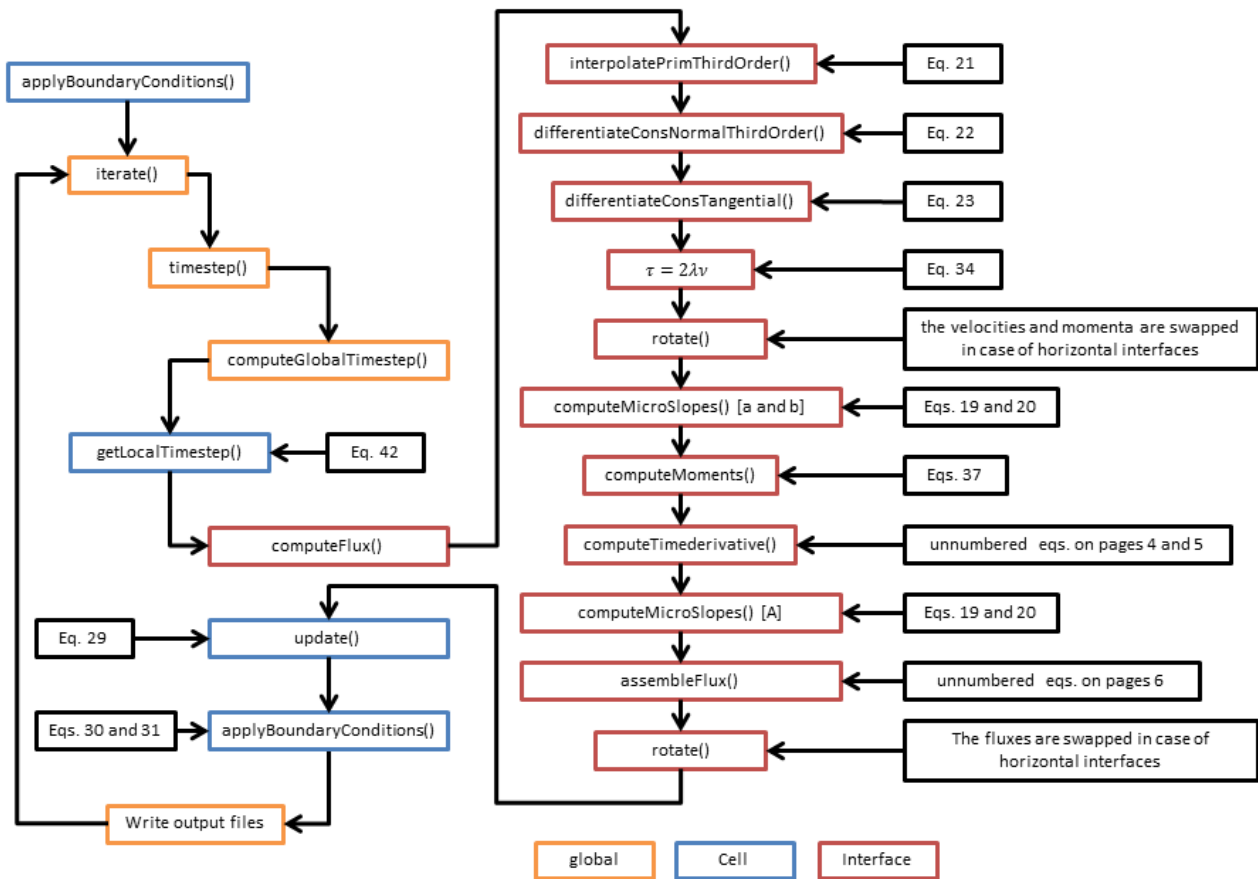 applyBoundaryConditions()
iterate()
timestep()
computeGlobalTimestep()
getLocalTimestep()
Eq. 42
computeFlux()
Eq. 29
update()
Eqs. 30 and 31
applyBoundaryConditions()
Write output files
interpolatePrimThirdOrder()
Eq. 21
differentiateConsNormalThirdOrder()
Eq. 22
differentiateConsTangential()
Eq. 23
τ = 2λν
Eq. 34
rotate()
the velocities and momenta are swapped
in case of horizontal interfaces
computeMicroSlopes() [a and b]
Eqs. 19 and 20
computeMoments()
Eqs. 37
computeTimederivative()
unnumbered eqs. on pages 4 and 5
computeMicroSlopes() [A]
Eqs. 19 and 20
assembleFlux()
unnumbered eqs. on pages 6
rotate()
The fluxes are swapped in case of
horizontal interfaces
global
Cell
Interface